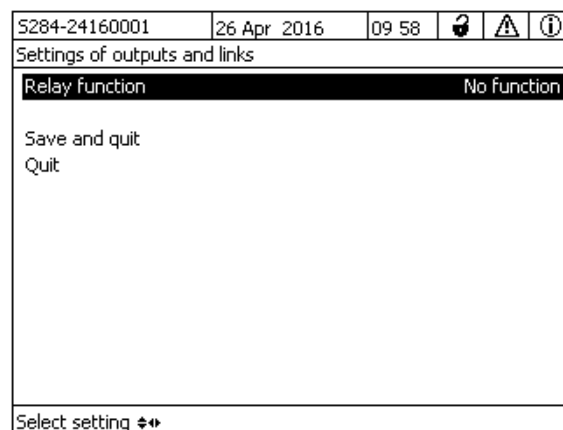 S284-24160001 26 Apr 2016 09 58
Settings of outputs and links
Relay function No function
Save and quit
Quit
Select setting